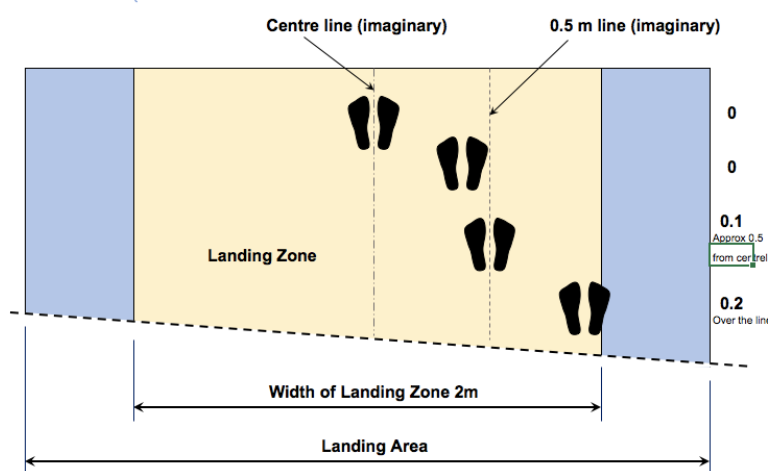 Centre line (imaginary)
0.5 m line (imaginary)
0
0
0.1
Approx 0.5
Landing Zone
from
0.2
Over the line
Width of Landing Zone 2m
Landing Area